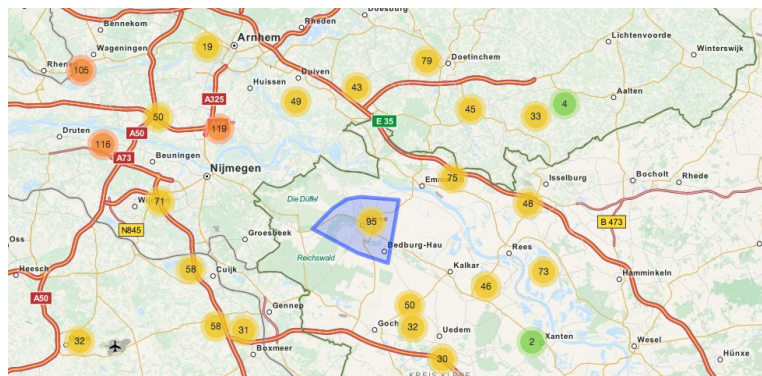 Doesburg
Rheden
Bennekom
Arnhem
19
Lichtenvoorde
Wageningen
Winterswijk
79
Doetinchem
Rhenen
105
Duiven
43
Huissen
49
Aalten
A325
4
45
33
50
E 35
119
Druten
A50
116
A73
Beuningen
Nijmegen
75
Isselburg
Bocholt
Rhede
Die Düffel
71
48
95
B 473
N845
Groesbeek
Oss
Bedburg-Hau
Rees
Reichswald
Kalkar
73
Heesch
58
Cuijk
46
Hamminkeln
A50
Gennep
50
58
31
Goch
32
Uedem
32
2
Xanten
Wesel
Boxmeer
30
Hünxe
KREIS KLEVE